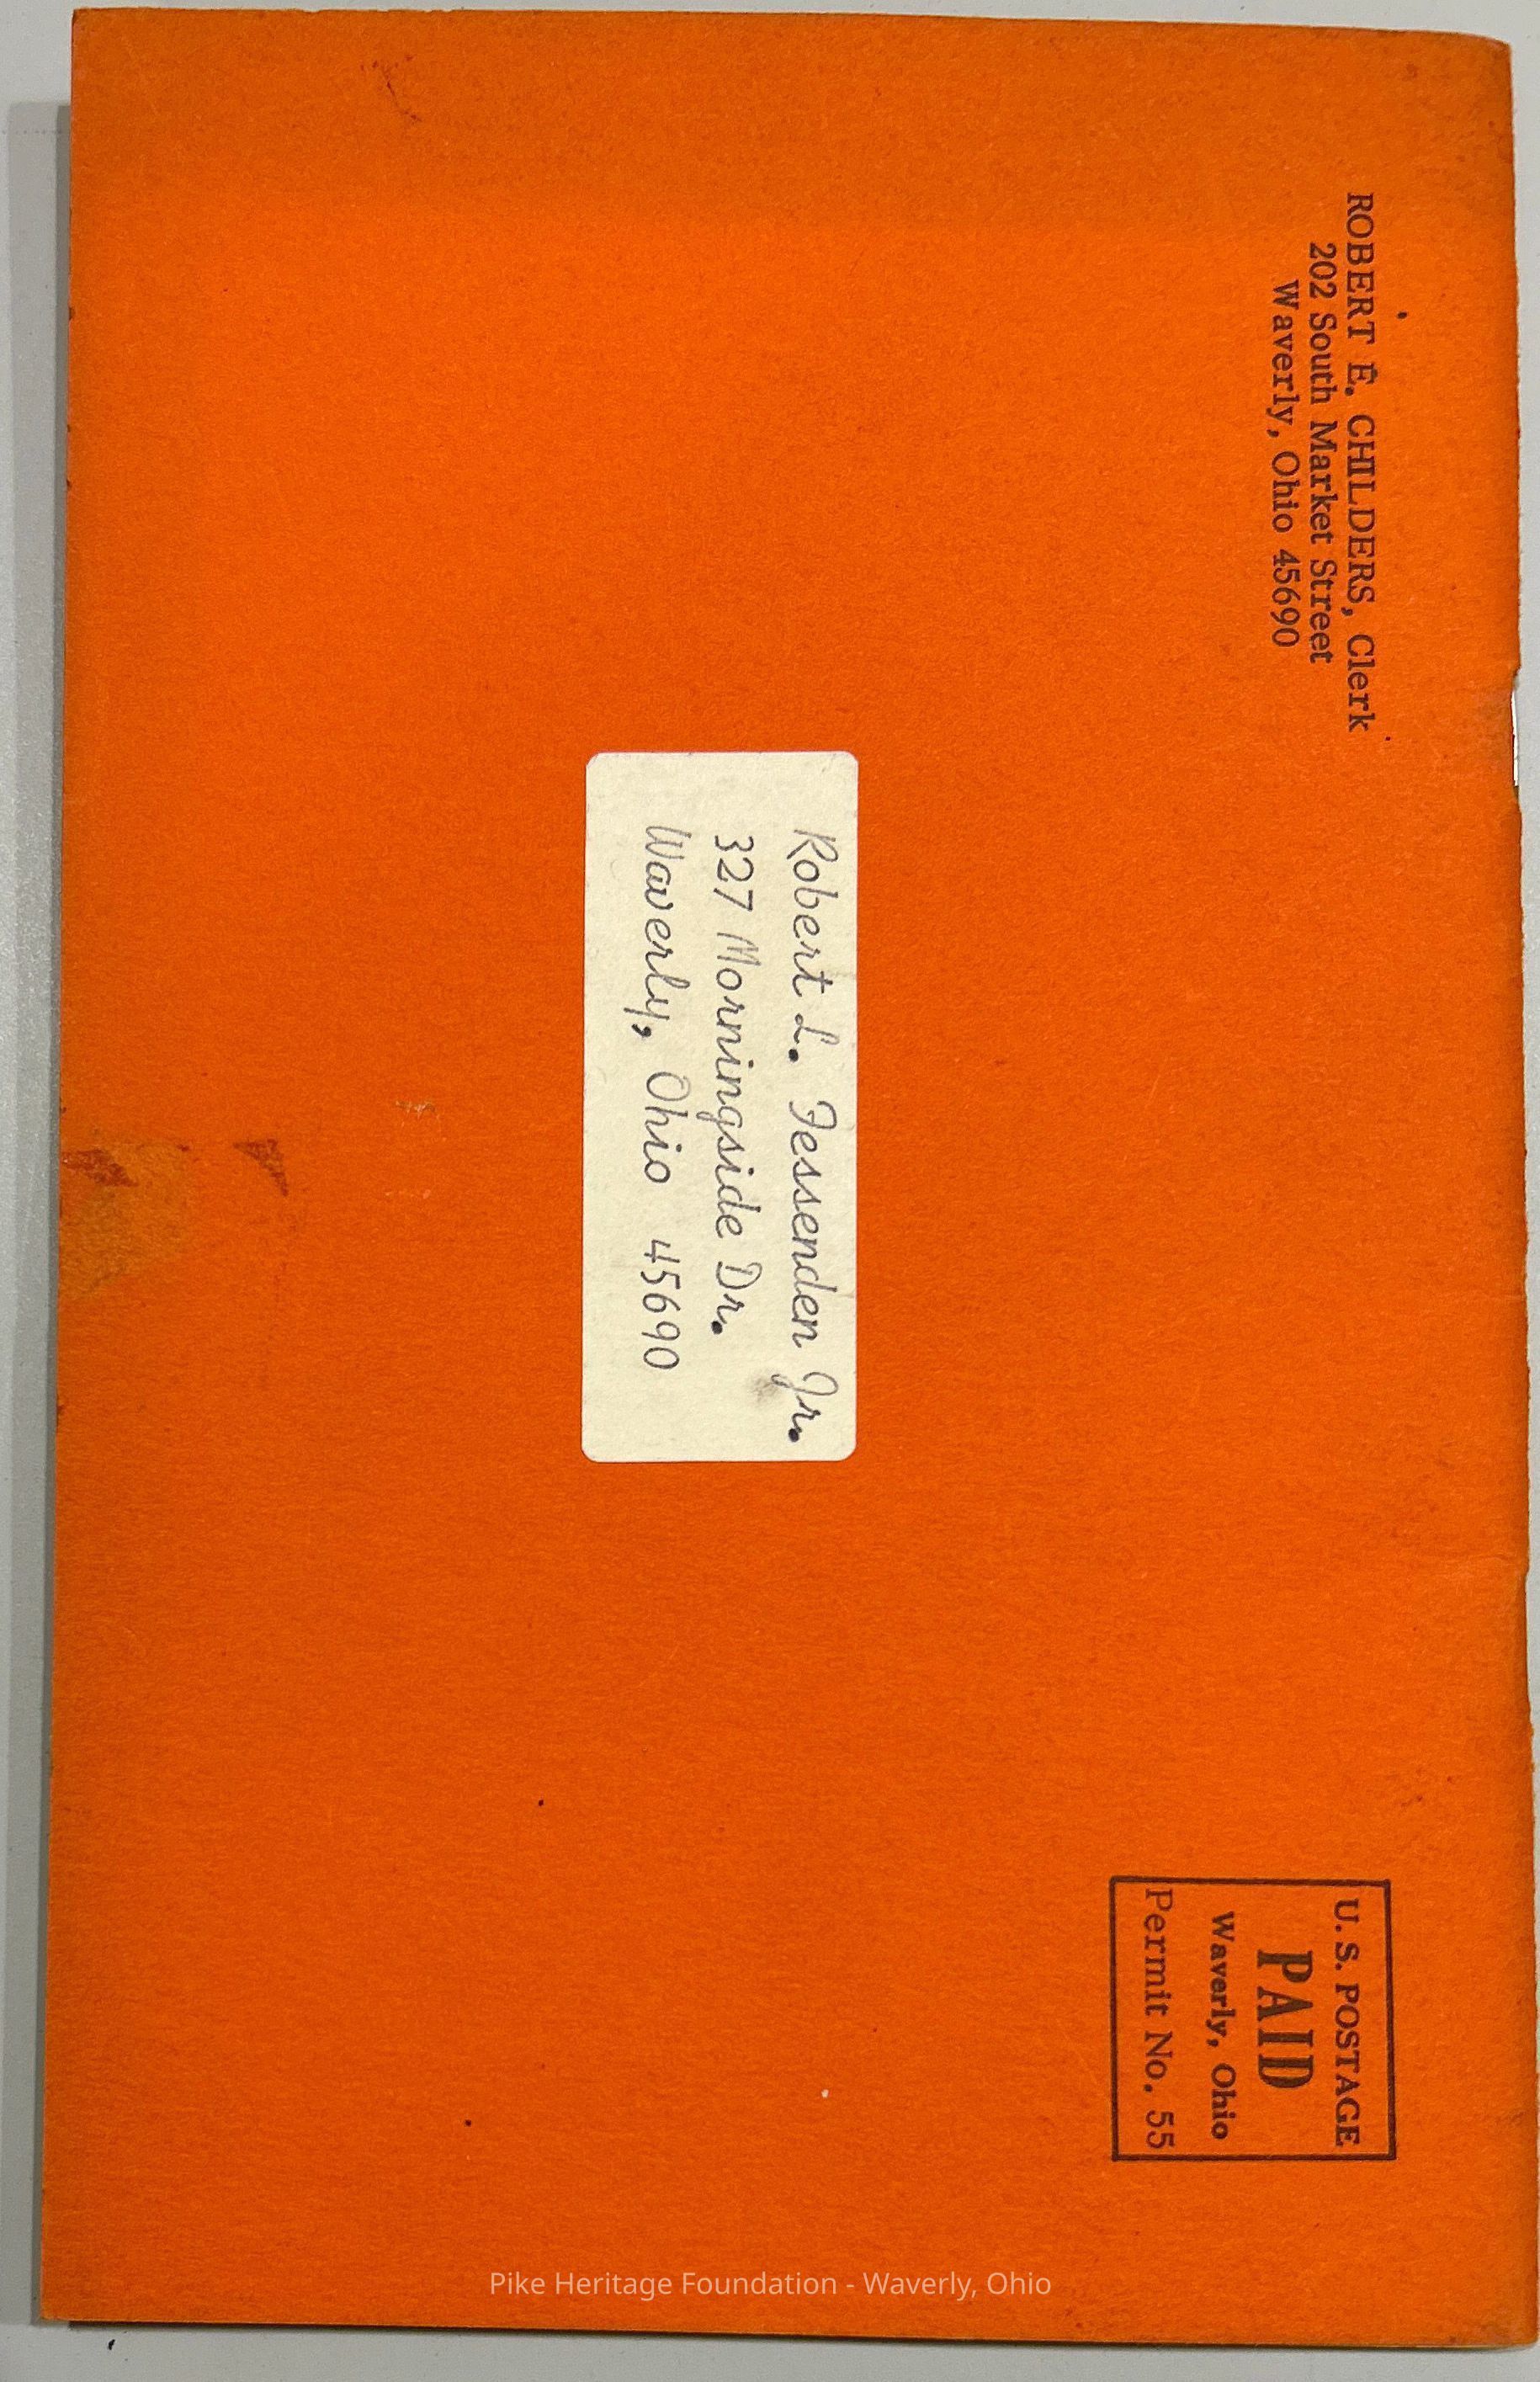 ROBERT E. CHILDERS, Clerk
202 South Market Street
Waverly, Ohio 45690
U. S. POSTAGE
PAID
Waverly, Ohio
Permit No. 55
Robert L. Fessenden Jr.
327 Morningside Dr.
Waverly, Ohio 45690
Pike Heritage Foundation - Waverly, Ohio